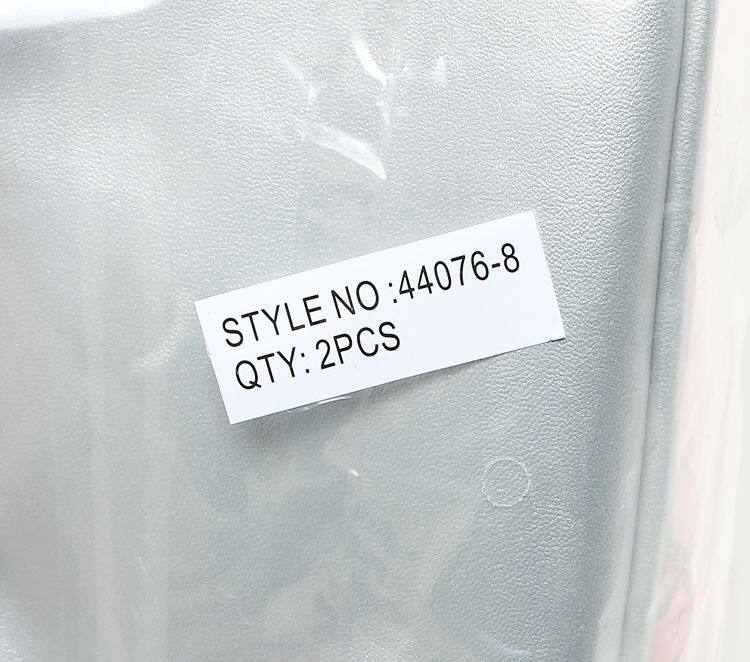 STYLE NO :44076-8
QTY: 2PCS